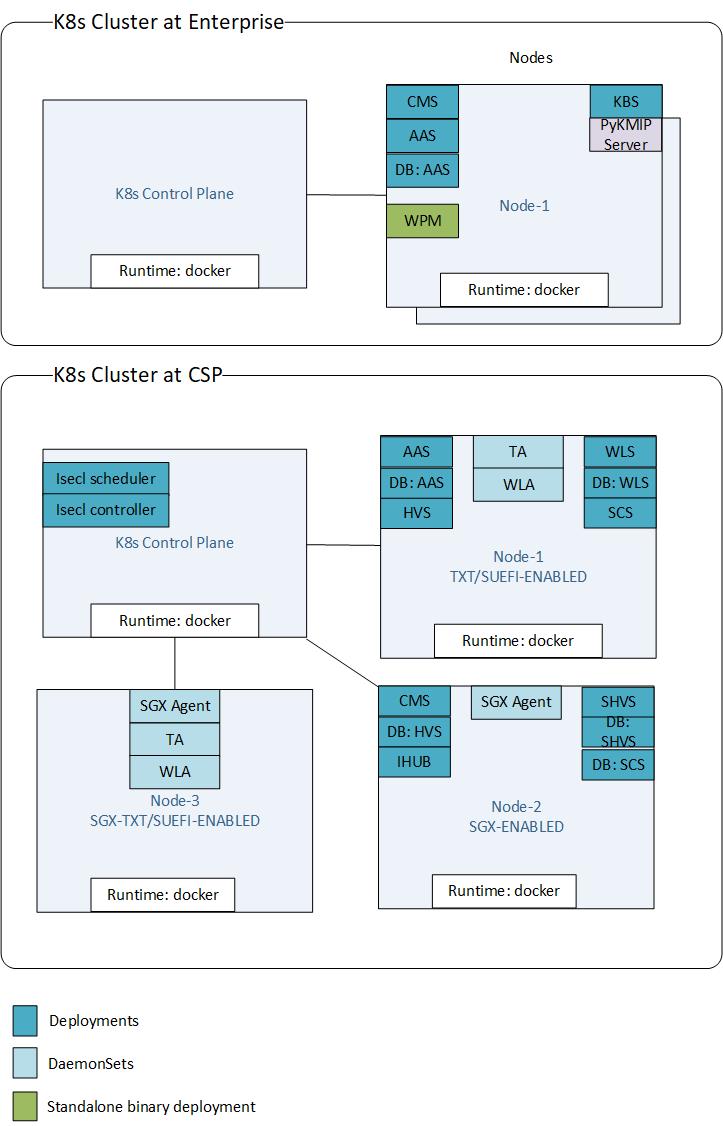 K8s Cluster at Enterprise
Nodes
K8s Control Plane
Runtime: docker
CMS
AAS
DB: AAS
WPM
KBS
PyKMIP
Server
Node-1
Runtime: docker
K8s Cluster at CSP
Isecl scheduler
Isecl controller
K8s Control Plane
Runtime: docker
AAS
DB: AAS
HVS
TA
WLA
WLS
DB: WLS
SCS
Node-1
TXT/SUEFI-ENABLED
Runtime: docker
SGX Agent
TA
WLA
Node-3
SGX-TXT/SUEFI-ENABLED
Runtime: docker
CMS
DB: HVS
IHUB
SGX Agent
SHVS
DB:
SHVS
DB: SCS
Node-2
SGX-ENABLED
Runtime: docker
Deployments
DaemonSets
Standalone binary deployment